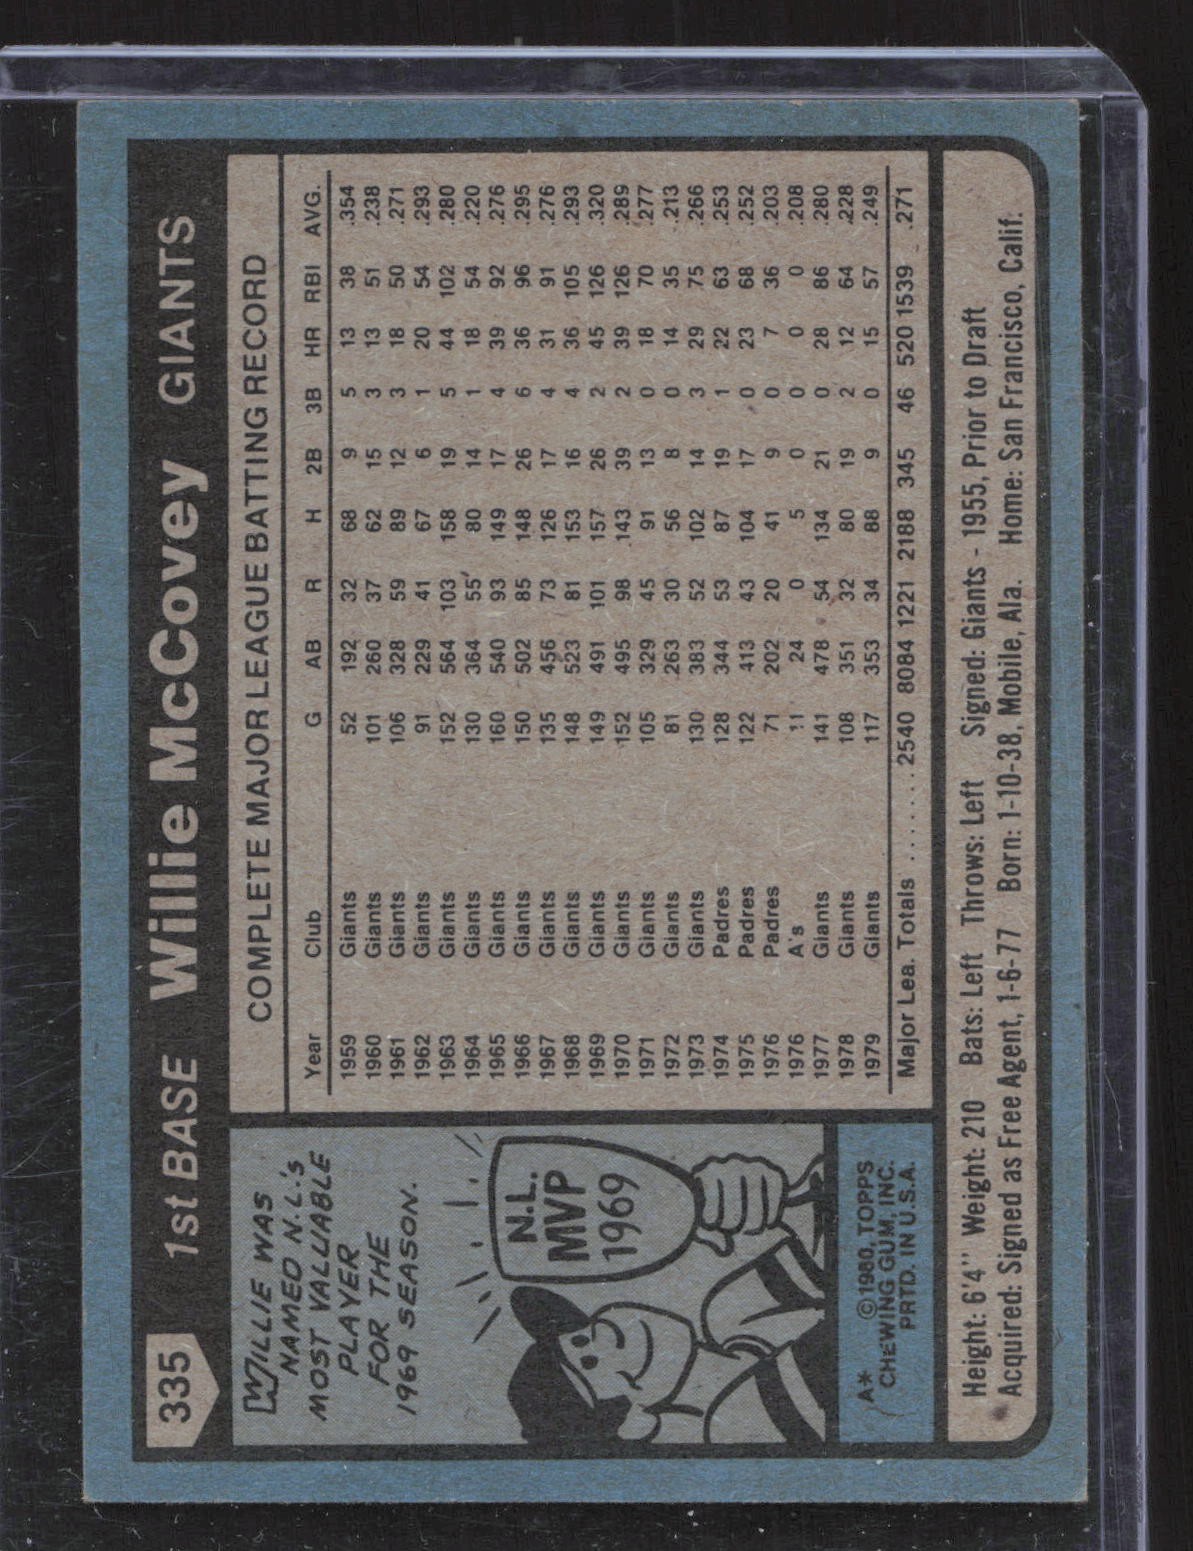 335 1st BASE Willie McCovey GIANTS
WILLIE WAS
NAMED N.L.'S
MOST VALUABLE
PLAYER
FOR THE
1969 SEASON.
N.L.
MVP
1969
A* ©1980, TOPPS
CHEWING GUM, INC.
PRTD. IN U.S.A.
COMPLETE MAJOR LEAGUE BATTING RECORD
Year Club G AB R H 2B 3B HR RBI AVG.
1959 Giants 52 192 32 68 9 5 13 38 .354
1960 Giants 101 260 37 62 15 3 13 51 .238
1961 Giants 106 328 59 89 12 3 18 50 .271
1962 Giants 91 229 41 67 6 1 20 54 .293
1963 Giants 152 564 103 158 19 5 44 102 .280
1964 Giants 130 364 55 80 14 1 18 54 .220
1965 Giants 160 540 93 149 17 4 39 92 .276
1966 Giants 150 502 85 148 26 6 36 96 .295
1967 Giants 135 456 73 126 17 4 31 91 .276
1968 Giants 148 523 81 153 16 4 36 105 .293
1969 Giants 149 491 101 157 26 2 45 126 .320
1970 Giants 152 495 98 143 39 2 39 126 .289
1971 Giants 105 329 45 91 13 0 18 70 .277
1972 Giants 81 263 30 56 8 0 14 35 .213
1973 Giants 130 383 52 102 14 3 29 75 .266
1974 Padres 128 344 53 87 19 1 22 63 .253
1975 Padres 122 413 43 104 17 0 23 68 .252
1976 Padres 71 202 20 41 9 0 7 36 .203
1976 A's 11 24 0 5 0 0 0 0 .208
1977 Giants 141 478 54 134 21 0 28 86 .280
1978 Giants 108 351 32 80 19 2 12 64 .228
1979 Giants 117 353 34 88 9 0 15 57 .249
Major Lea. Totals ........ 2540 8084 1221 2188 345 46 520 1539 .271
Height: 6'4" Weight: 210 Bats: Left Throws: Left Signed: Giants - 1955, Prior to Draft
Acquired: Signed as Free Agent, 1-6-77 Born: 1-10-38, Mobile, Ala. Home: San Francisco, Calif.